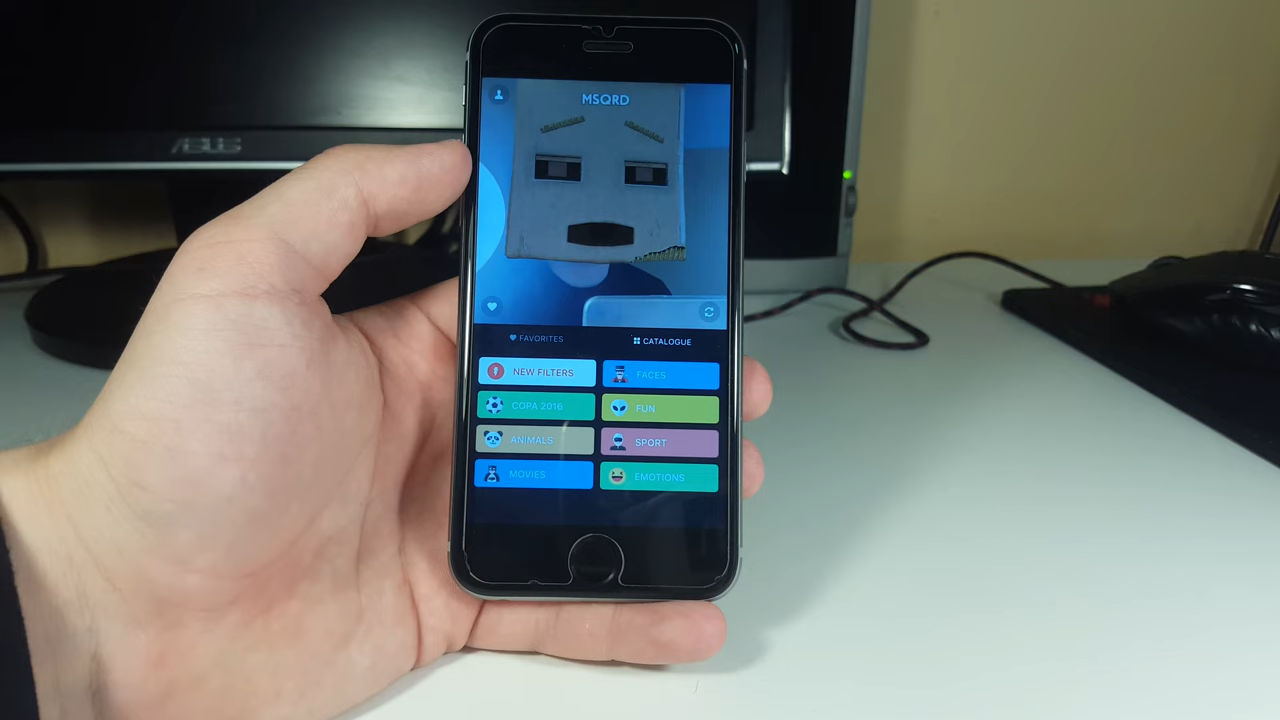 ASUS
MSQRD
FAVORITES
CATALOGUE
NEW FILTERS
FACES
COPA 2016
FUN
ANIMALS
SPORT
MOVIES
EMOTIONS